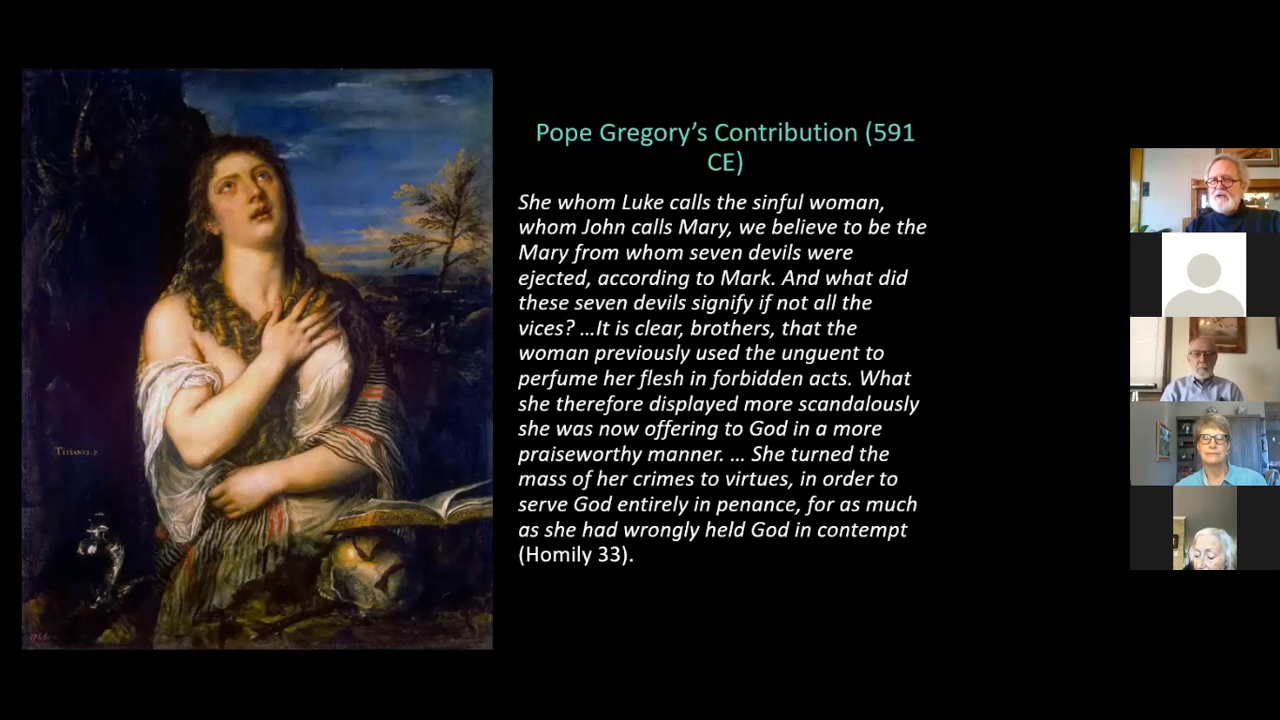 Pope Gregory’s Contribution (591
CE)
She whom Luke calls the sinful woman,
whom John calls Mary, we believe to be the
Mary from whom seven devils were
ejected, according to Mark. And what did
these seven devils signify if not all the
vices? …It is clear, brothers, that the
woman previously used the unguent to
perfume her flesh in forbidden acts. What
she therefore displayed more scandalously
she was now offering to God in a more
praiseworthy manner. … She turned the
mass of her crimes to virtues, in order to
serve God entirely in penance, for as much
as she had wrongly held God in contempt
(Homily 33).
TITIANVS.P.